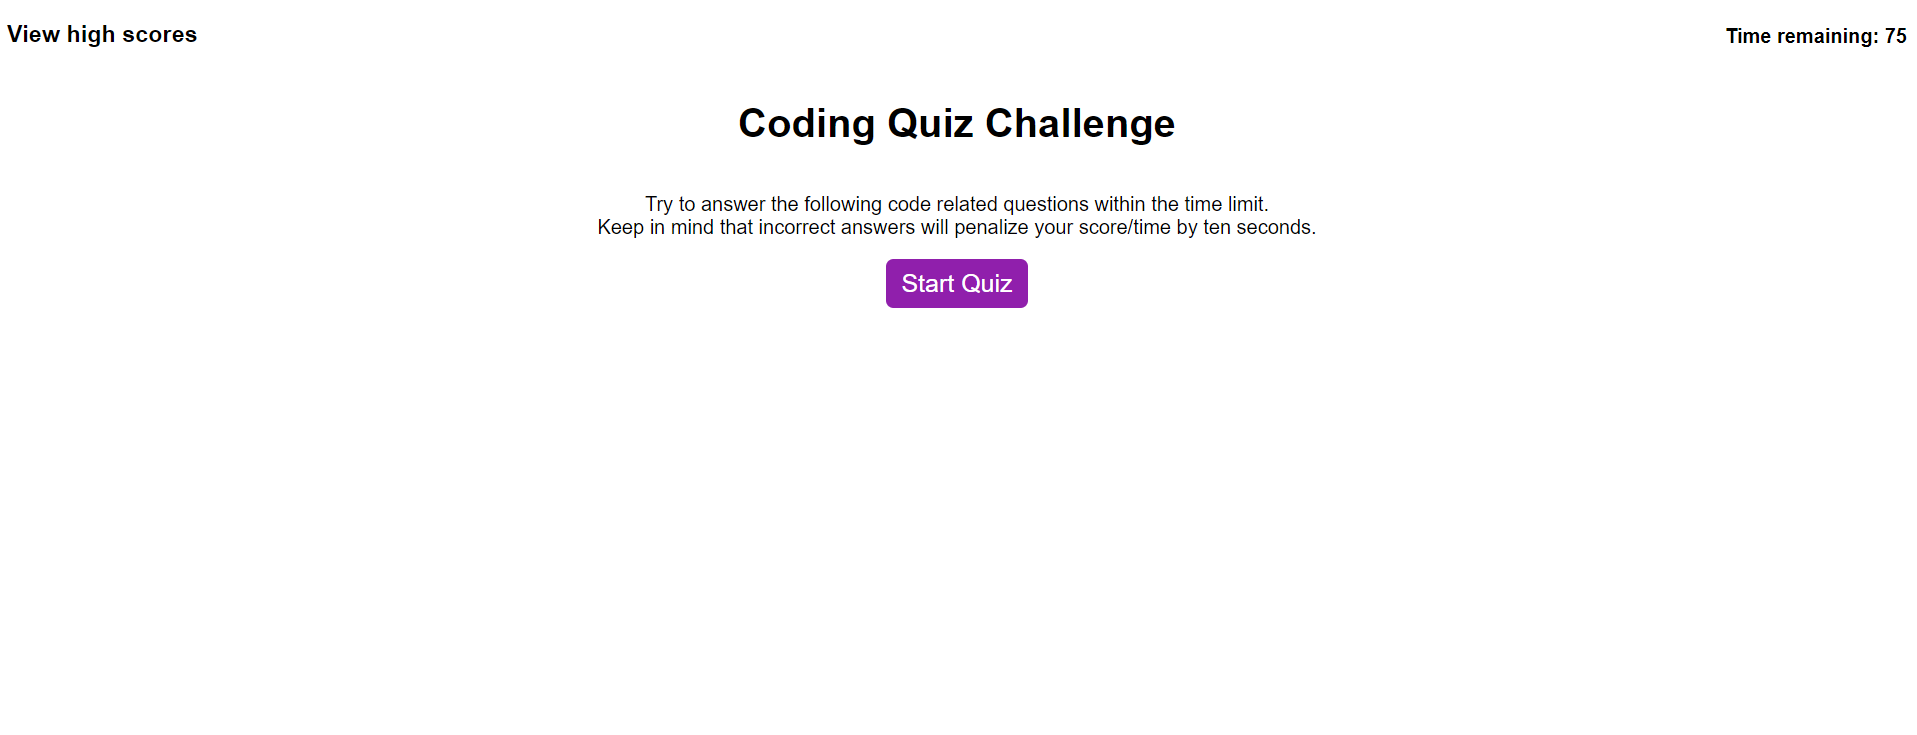 View high scores
Time remaining: 75
Coding Quiz Challenge
Try to answer the following code related questions within the time limit.
Keep in mind that incorrect answers will penalize your score/time by ten seconds.
Start Quiz